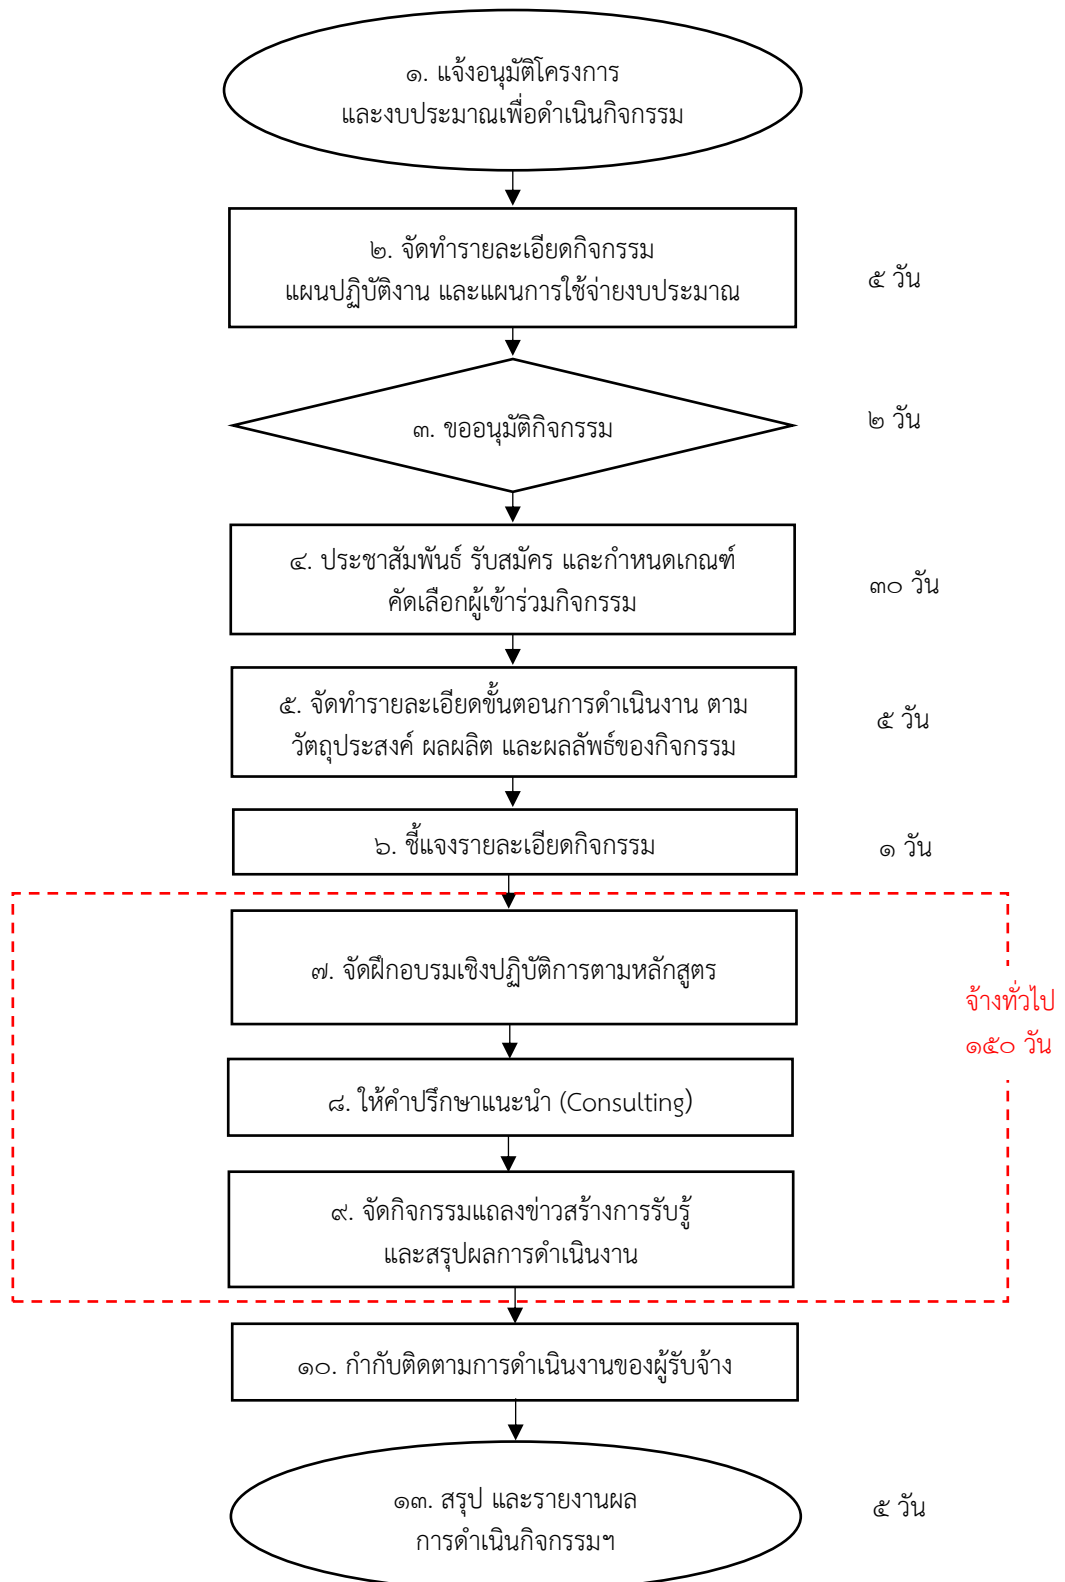 ๑. แจ้งอนุมัติโครงการ
และงบประมาณเพื่อดำเนินกิจกรรม
๒. จัดทำรายละเอียดกิจกรรม
แผนปฏิบัติงาน และแผนการใช้จ่ายงบประมาณ
๕ วัน
๓. ขออนุมัติกิจกรรม
๒ วัน
๔. ประชาสัมพันธ์ รับสมัคร และกำหนดเกณฑ์
คัดเลือกผู้เข้าร่วมกิจกรรม
๓๐ วัน
๕. จัดทำรายละเอียดขั้นตอนการดำเนินงาน ตาม
วัตถุประสงค์ ผลผลิต และผลลัพธ์ของกิจกรรม
๕ วัน
๖. ชี้แจงรายละเอียดกิจกรรม
๑ วัน
๗. จัดฝึกอบรมเชิงปฏิบัติการตามหลักสูตร
จ้างทั่วไป
๑๕๐ วัน
๘. ให้คำปรึกษาแนะนำ (Consulting)
๙. จัดกิจกรรมแถลงข่าวสร้างการรับรู้
และสรุปผลการดำเนินงาน
๑๐. กำกับติดตามการดำเนินงานของผู้รับจ้าง
๑๓. สรุป และรายงานผล
การดำเนินกิจกรรมฯ
๕ วัน